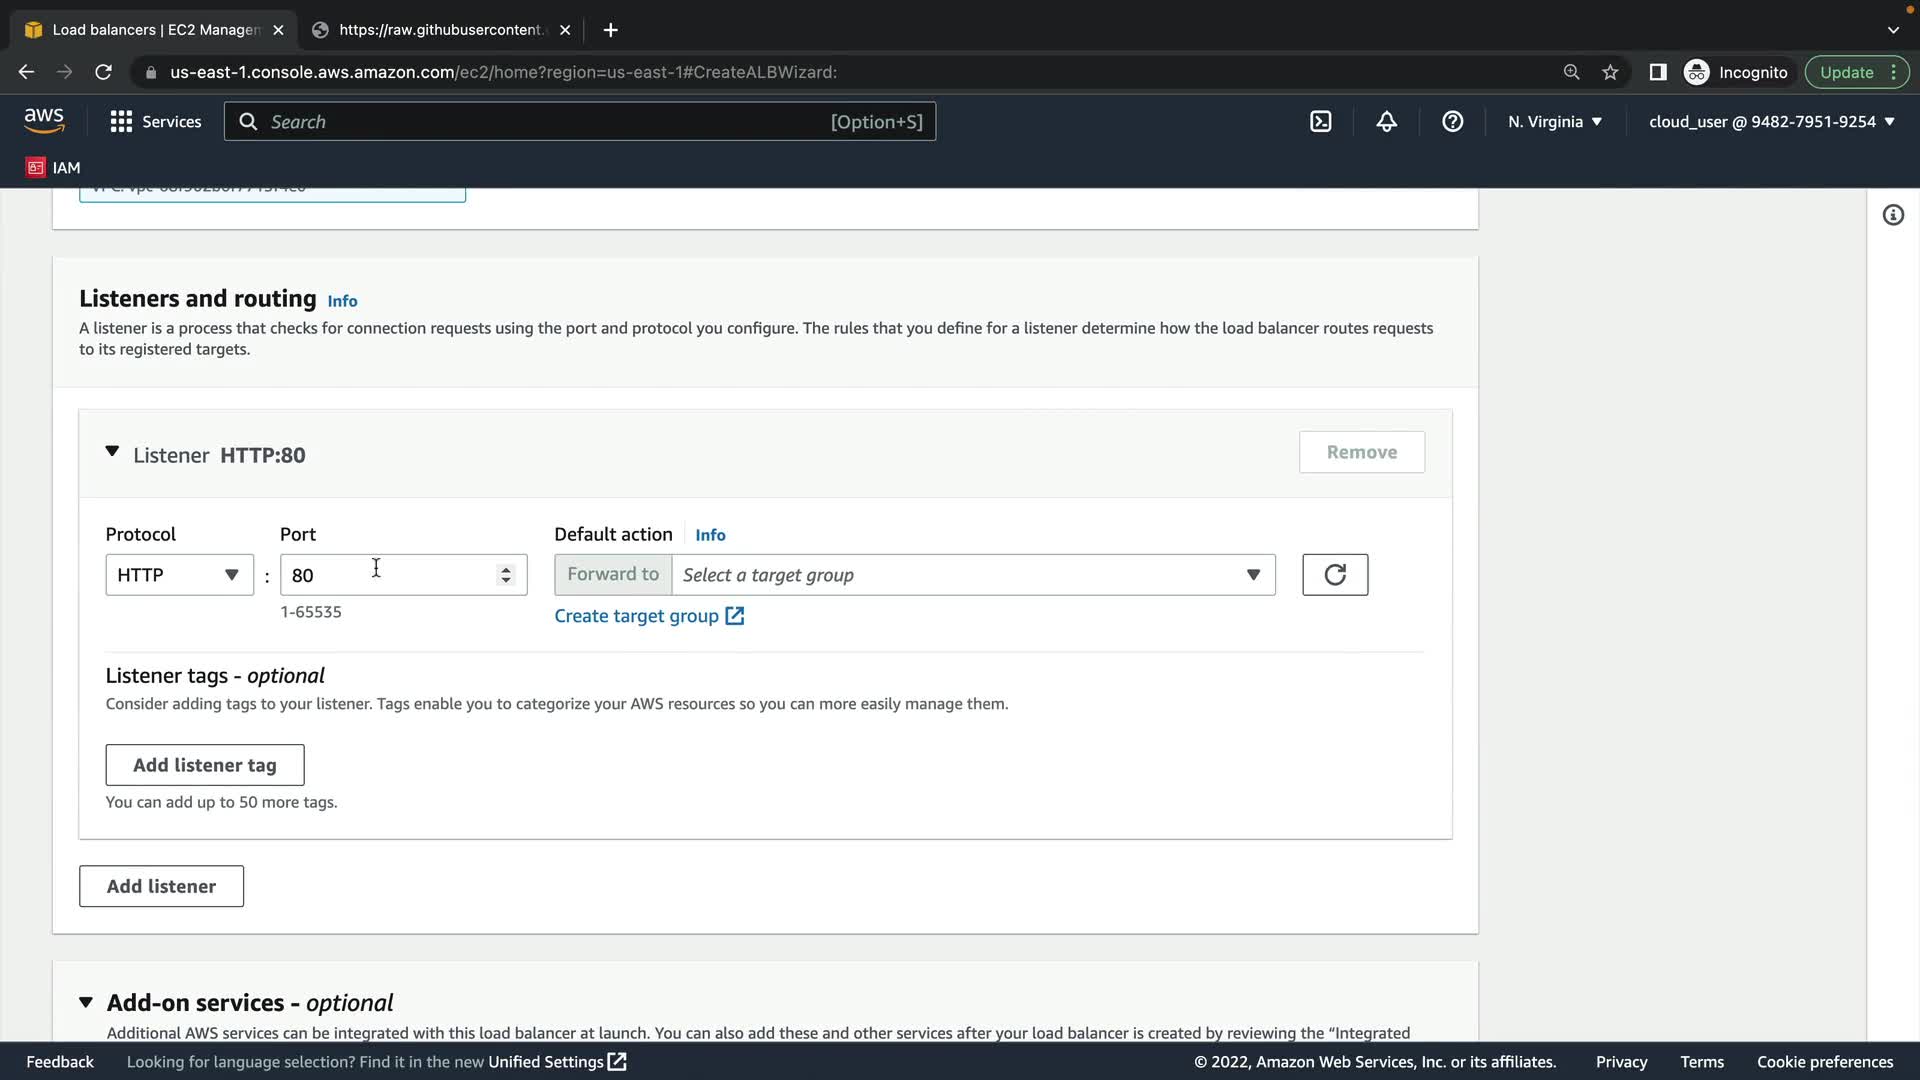 Load balancers | EC2 Managem
https://raw.githubusercontent.
us-east-1.console.aws.amazon.com/ec2/home?region=us-east-1#CreateALBWizard:
Incognito
Update
aws
Services
Search
[Option+S]
N. Virginia
cloud_user @ 9482-7951-9254
IAM
Listeners and routing Info
A listener is a process that checks for connection requests using the port and protocol you configure. The rules that you define for a listener determine how the load balancer routes requests
to its registered targets.
Listener HTTP:80
Remove
Protocol
Port
Default action
Info
HTTP
:
80
Forward to
Select a target group
1-65535
Create target group
Listener tags - optional
Consider adding tags to your listener. Tags enable you to categorize your AWS resources so you can more easily manage them.
Add listener tag
You can add up to 50 more tags.
Add listener
Add-on services - optional
Additional AWS services can be integrated with this load balancer at launch. You can also add these and other services after your load balancer is created by reviewing the “Integrated
Feedback
Looking for language selection? Find it in the new Unified Settings
© 2022, Amazon Web Services, Inc. or its affiliates.
Privacy
Terms
Cookie preferences